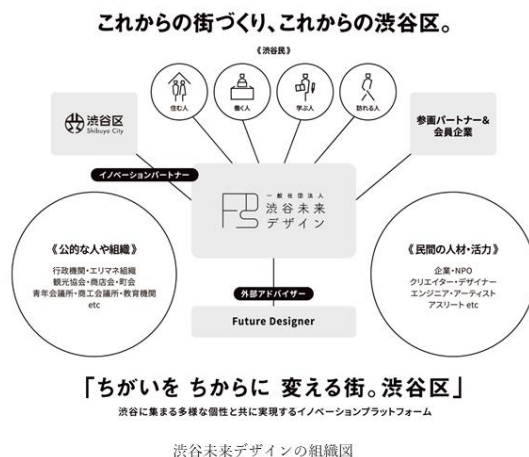 これからの街づくり、これからの渋谷区。
《渋谷民》
住む人
働く人
学ぶ人
訪れる人
渋谷区
Shibuya City
参画パートナー&
会員企業
イノベーションパートナー
一般社団法人
渋谷未来
デザイン
《公的な人や組織》
行政機関・エリマネ組織
観光協会・商店会・町会
青年会議所・商工会議所・教育機関
etc
《民間の人材・活力》
企業・NPO
クリエイター・デザイナー
エンジニア・アーティスト
アスリート etc
外部アドバイザー
Future Designer
「ちがいを ちからに 変える街。渋谷区」
渋谷に集まる多様な個性と共に実現するイノベーションプラットフォーム
渋谷未来デザインの組織図